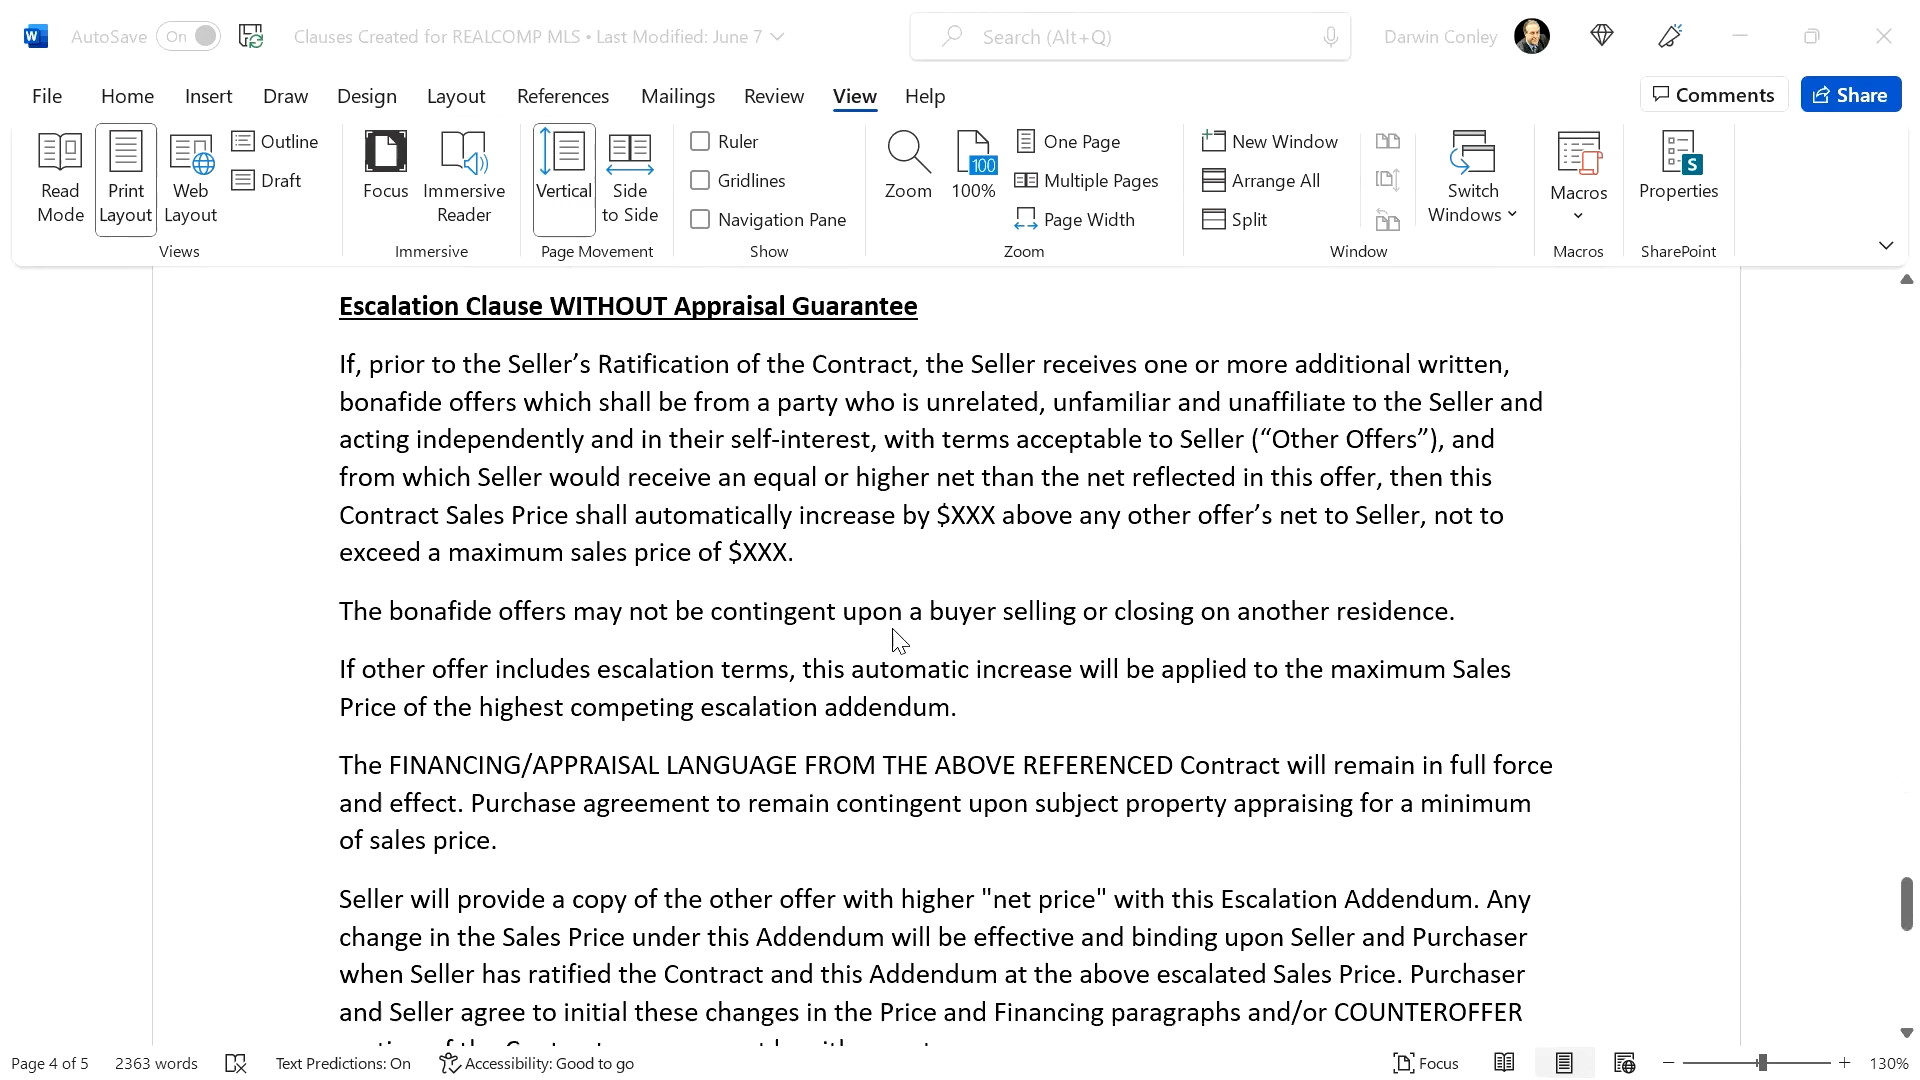 AutoSave On Clauses Created for REALCOMP MLS • Last Modified: June 7 Search (Alt+Q) Darwin Conley
File Home Insert Draw Design Layout References Mailings Review View Help Comments Share
Read Mode
Print Layout
Web Layout
Outline
Draft
Views
Focus
Immersive Reader
Immersive
Vertical
Side to Side
Page Movement
Ruler
Gridlines
Navigation Pane
Show
Zoom
100
100%
One Page
Multiple Pages
Page Width
Zoom
New Window
Arrange All
Split
Switch Windows
Window
Macros
Macros
S
Properties
SharePoint
Escalation Clause WITHOUT Appraisal Guarantee
If, prior to the Seller’s Ratification of the Contract, the Seller receives one or more additional written,
bonafide offers which shall be from a party who is unrelated, unfamiliar and unaffiliate to the Seller and
acting independently and in their self-interest, with terms acceptable to Seller (“Other Offers”), and
from which Seller would receive an equal or higher net than the net reflected in this offer, then this
Contract Sales Price shall automatically increase by $XXX above any other offer’s net to Seller, not to
exceed a maximum sales price of $XXX.
The bonafide offers may not be contingent upon a buyer selling or closing on another residence.
If other offer includes escalation terms, this automatic increase will be applied to the maximum Sales
Price of the highest competing escalation addendum.
The FINANCING/APPRAISAL LANGUAGE FROM THE ABOVE REFERENCED Contract will remain in full force
and effect. Purchase agreement to remain contingent upon subject property appraising for a minimum
of sales price.
Seller will provide a copy of the other offer with higher "net price" with this Escalation Addendum. Any
change in the Sales Price under this Addendum will be effective and binding upon Seller and Purchaser
when Seller has ratified the Contract and this Addendum at the above escalated Sales Price. Purchaser
and Seller agree to initial these changes in the Price and Financing paragraphs and/or COUNTEROFFER
Page 4 of 5 2363 words Text Predictions: On Accessibility: Good to go Focus 130%